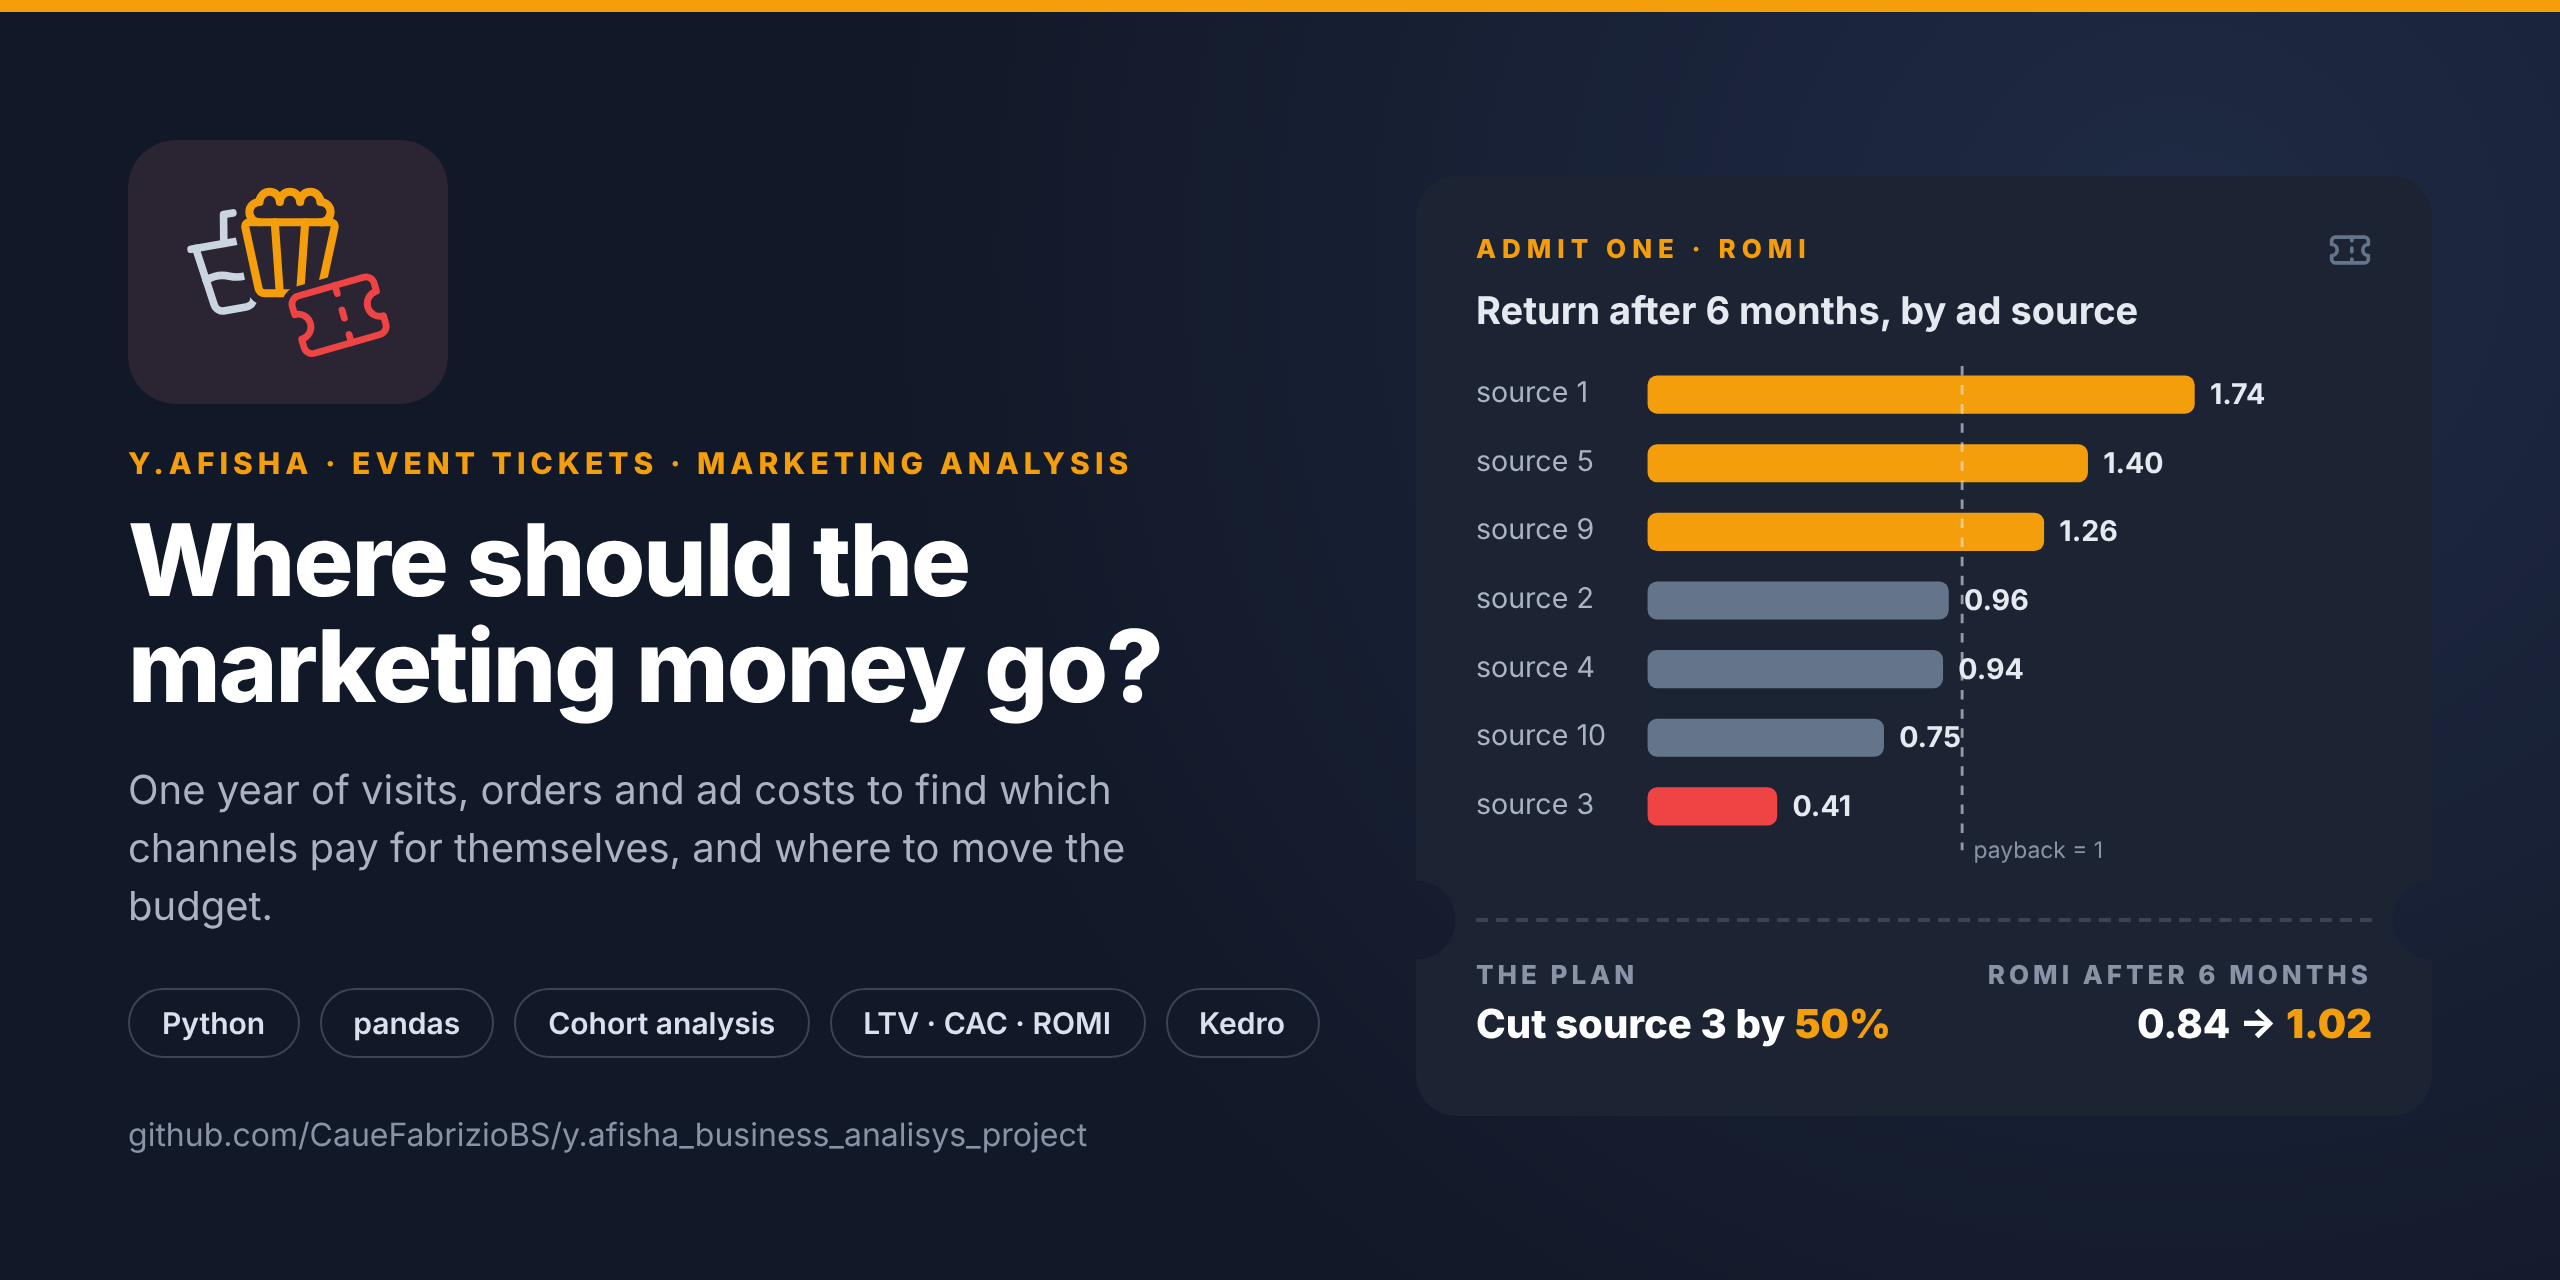 Y.AFISHA · EVENT TICKETS · MARKETING ANALYSIS
Where should the
marketing money go?
One year of visits, orders and ad costs to find which
channels pay for themselves, and where to move the
budget.
Python
pandas
Cohort analysis
LTV · CAC · ROMI
Kedro
github.com/CaueFabrizioBS/y.afisha_business_analisys_project
ADMIT ONE · ROMI
Return after 6 months, by ad source
source 1 1.74
source 5 1.40
source 9 1.26
source 2 0.96
source 4 0.94
source 10 0.75
source 3 0.41
payback = 1
THE PLAN
Cut source 3 by 50%
ROMI AFTER 6 MONTHS
0.84 → 1.02